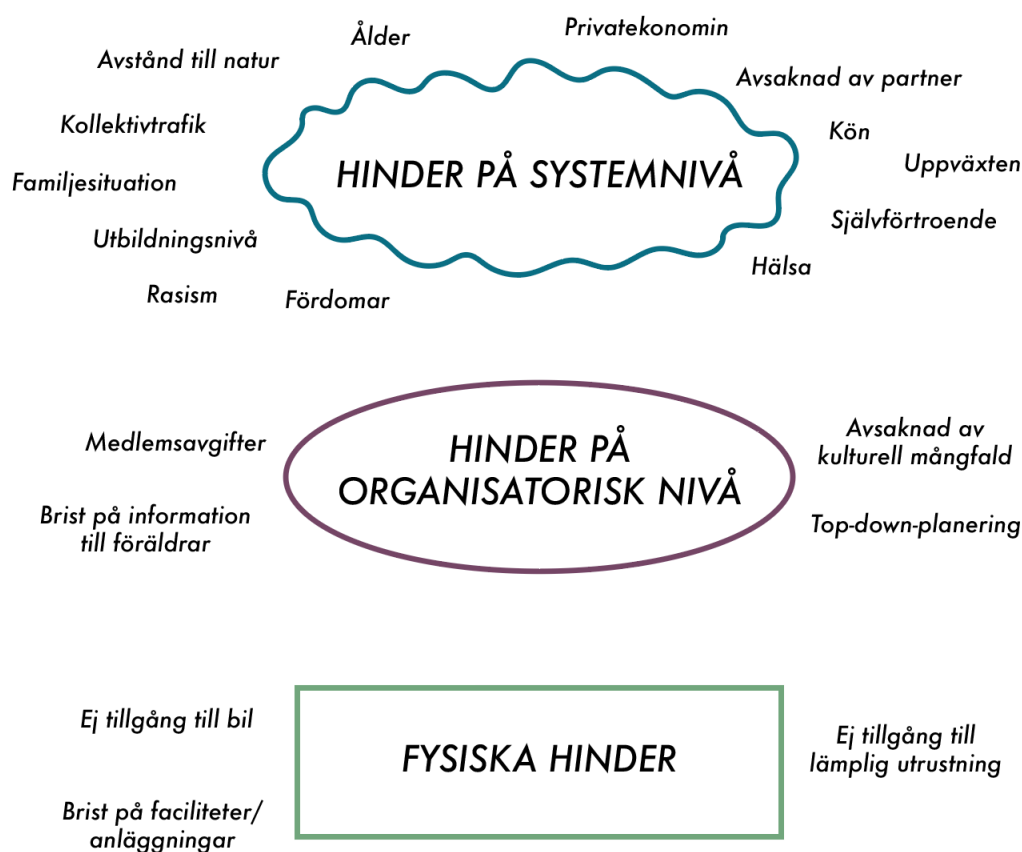 Ålder
Privatekonomin
Avstånd till natur
Avsaknad av partner
Kollektivtrafik
Kön
Uppväxten
HINDER PÅ SYSTEMNIVÅ
Familjesituation
Självförtroende
Utbildningsnivå
Hälsa
Rasism
Fördomar
Medlemsavgifter
HINDER PÅ
ORGANISATORISK NIVÅ
Avsaknad av
kulturell mångfald
Brist på information
till föräldrar
Top-down-planering
Ej tillgång till bil
FYSISKA HINDER
Ej tillgång till
lämplig utrustning
Brist på faciliteter/
anläggningar